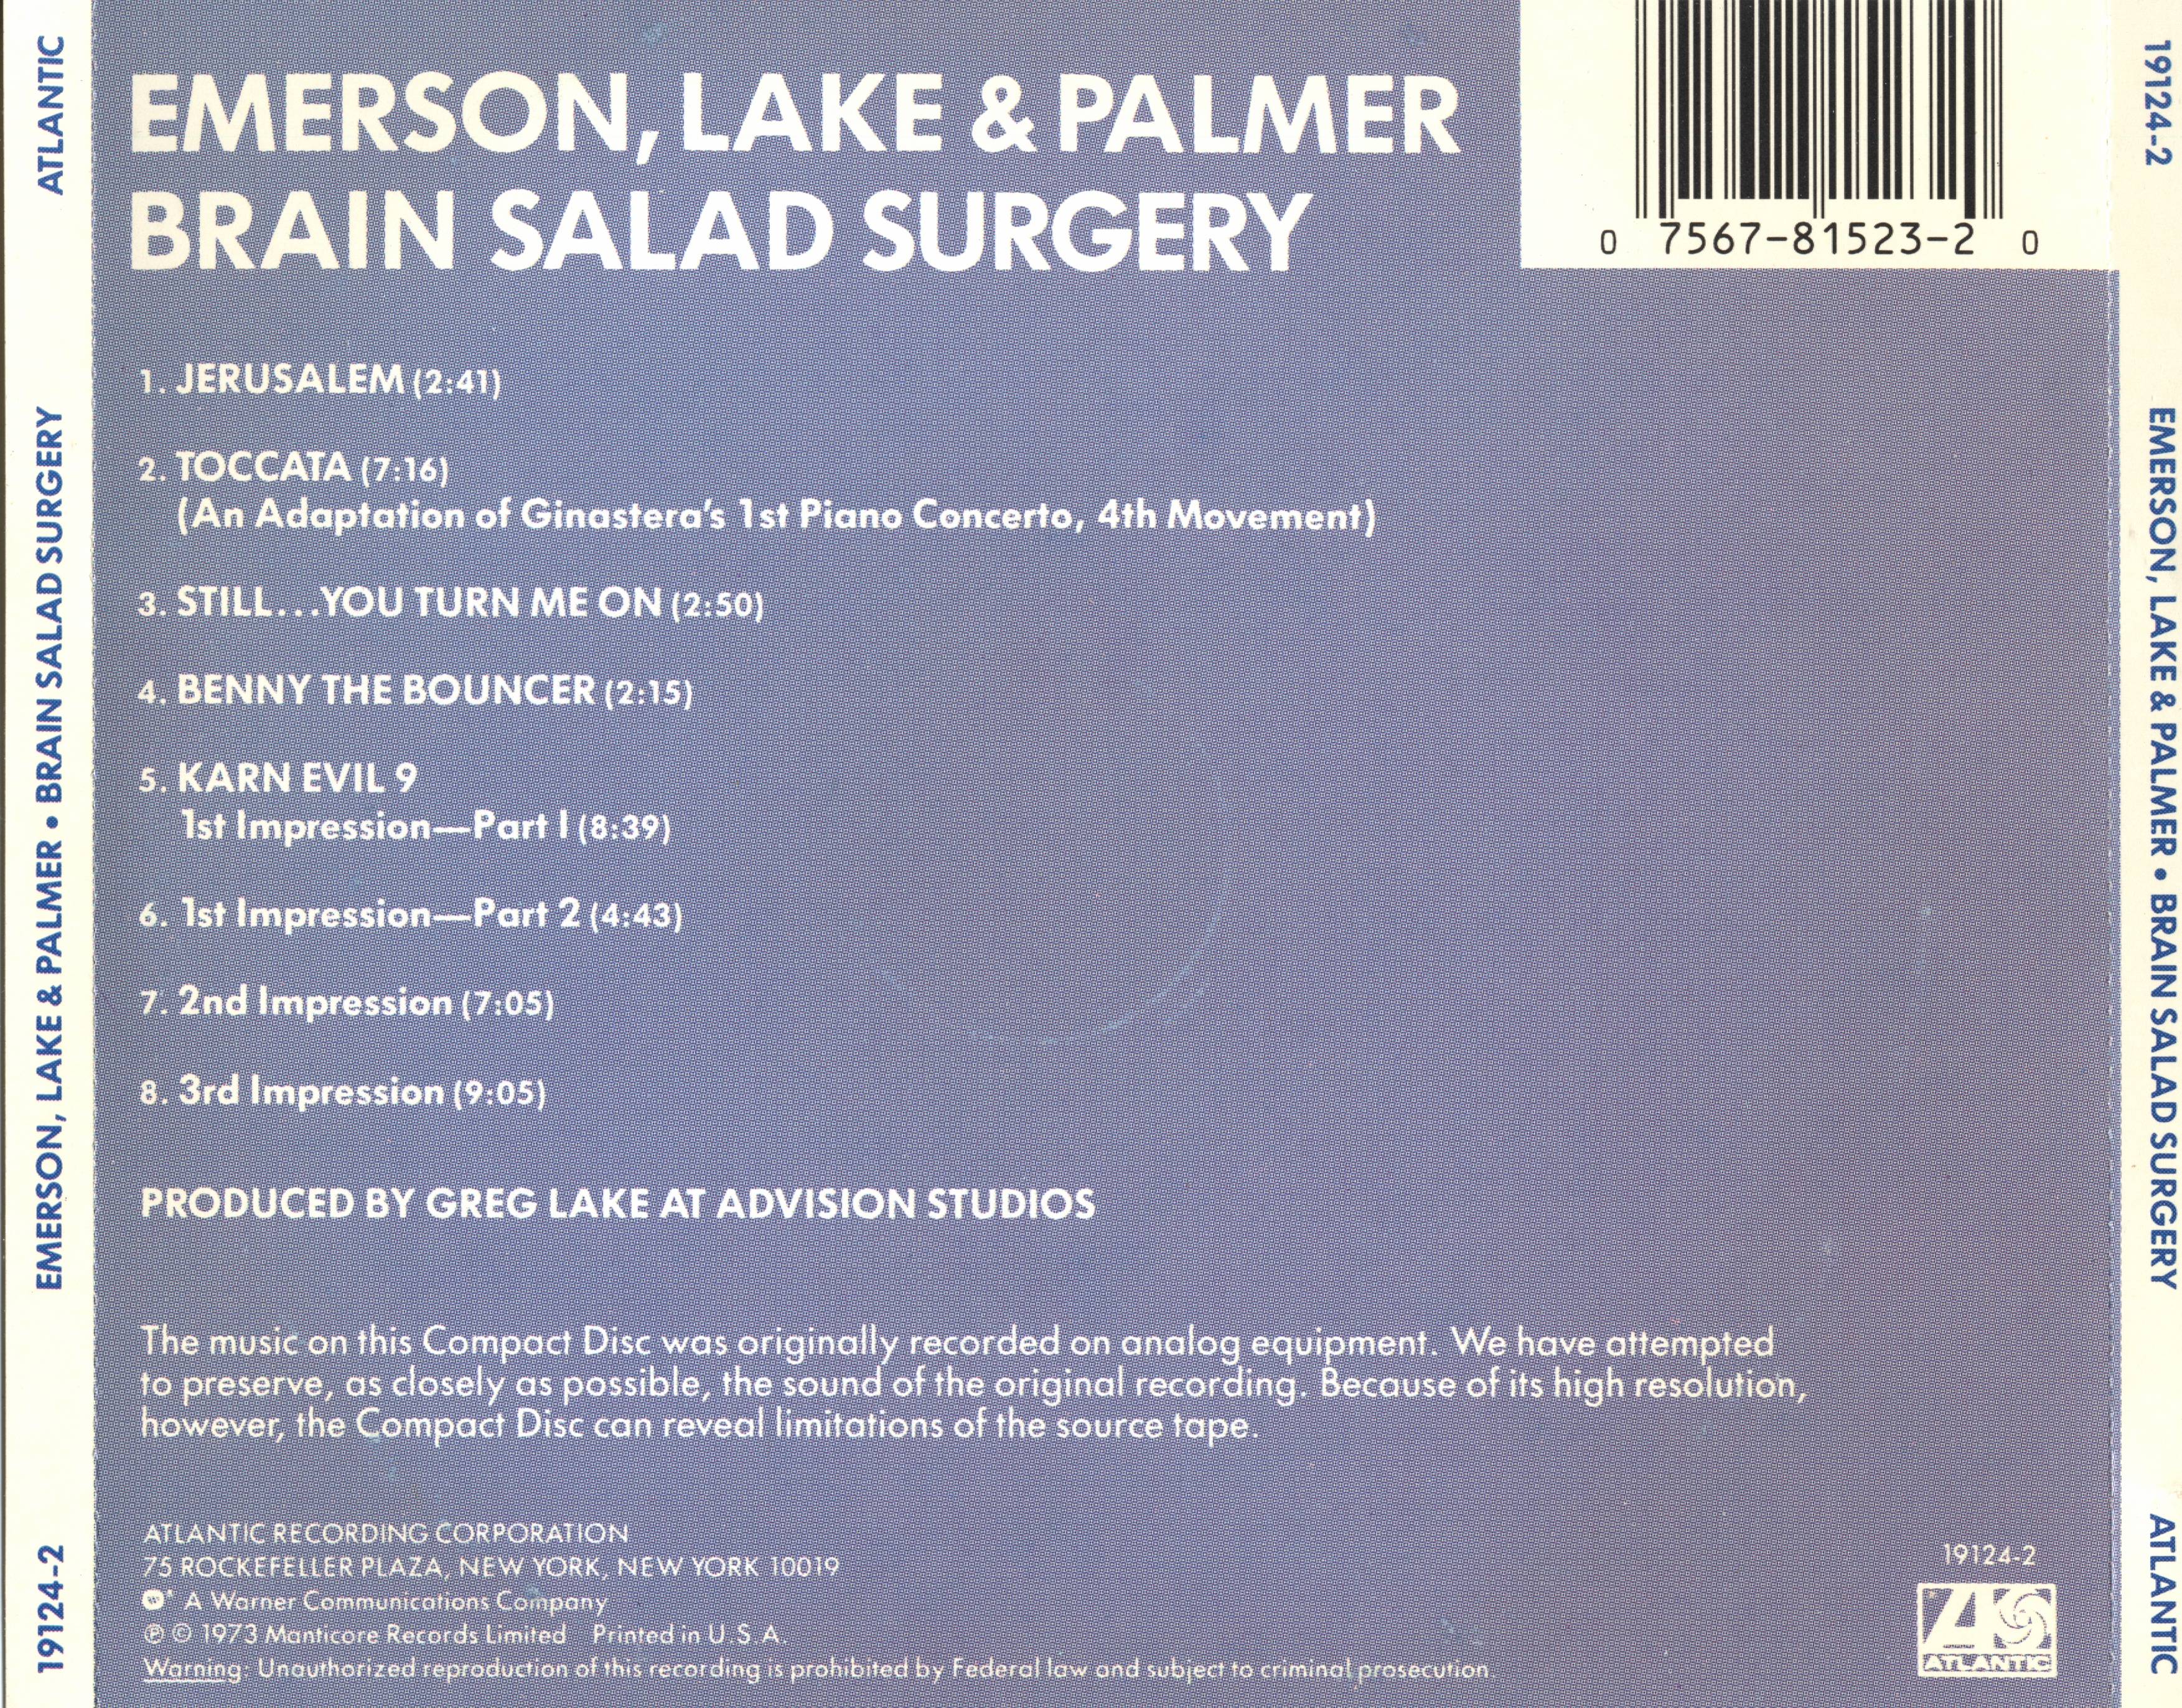 ATLANTIC
EMERSON, LAKE & PALMER • BRAIN SALAD SURGERY
19124-2
EMERSON, LAKE & PALMER
BRAIN SALAD SURGERY
0 7567-81523-2 0
1. JERUSALEM (2:41)
2. TOCCATA (7:16)
(An Adaptation of Ginastera's 1st Piano Concerto, 4th Movement)
3. STILL...YOU TURN ME ON (2:50)
4. BENNY THE BOUNCER (2:15)
5. KARN EVIL 9
1st Impression—Part I (8:39)
6. 1st Impression—Part 2 (4:43)
7. 2nd Impression (7:05)
8. 3rd Impression (9:05)
PRODUCED BY GREG LAKE AT ADVISION STUDIOS
The music on this Compact Disc was originally recorded on analog equipment. We have attempted
to preserve, as closely as possible, the sound of the original recording. Because of its high resolution,
however, the Compact Disc can reveal limitations of the source tape.
ATLANTIC RECORDING CORPORATION
75 ROCKEFELLER PLAZA, NEW YORK, NEW YORK 10019
A Warner Communications Company
℗ © 1973 Manticore Records Limited Printed in U.S.A.
Warning: Unauthorized reproduction of this recording is prohibited by Federal law and subject to criminal prosecution.
19124-2
ATLANTIC
19124-2
EMERSON, LAKE & PALMER • BRAIN SALAD SURGERY
ATLANTIC